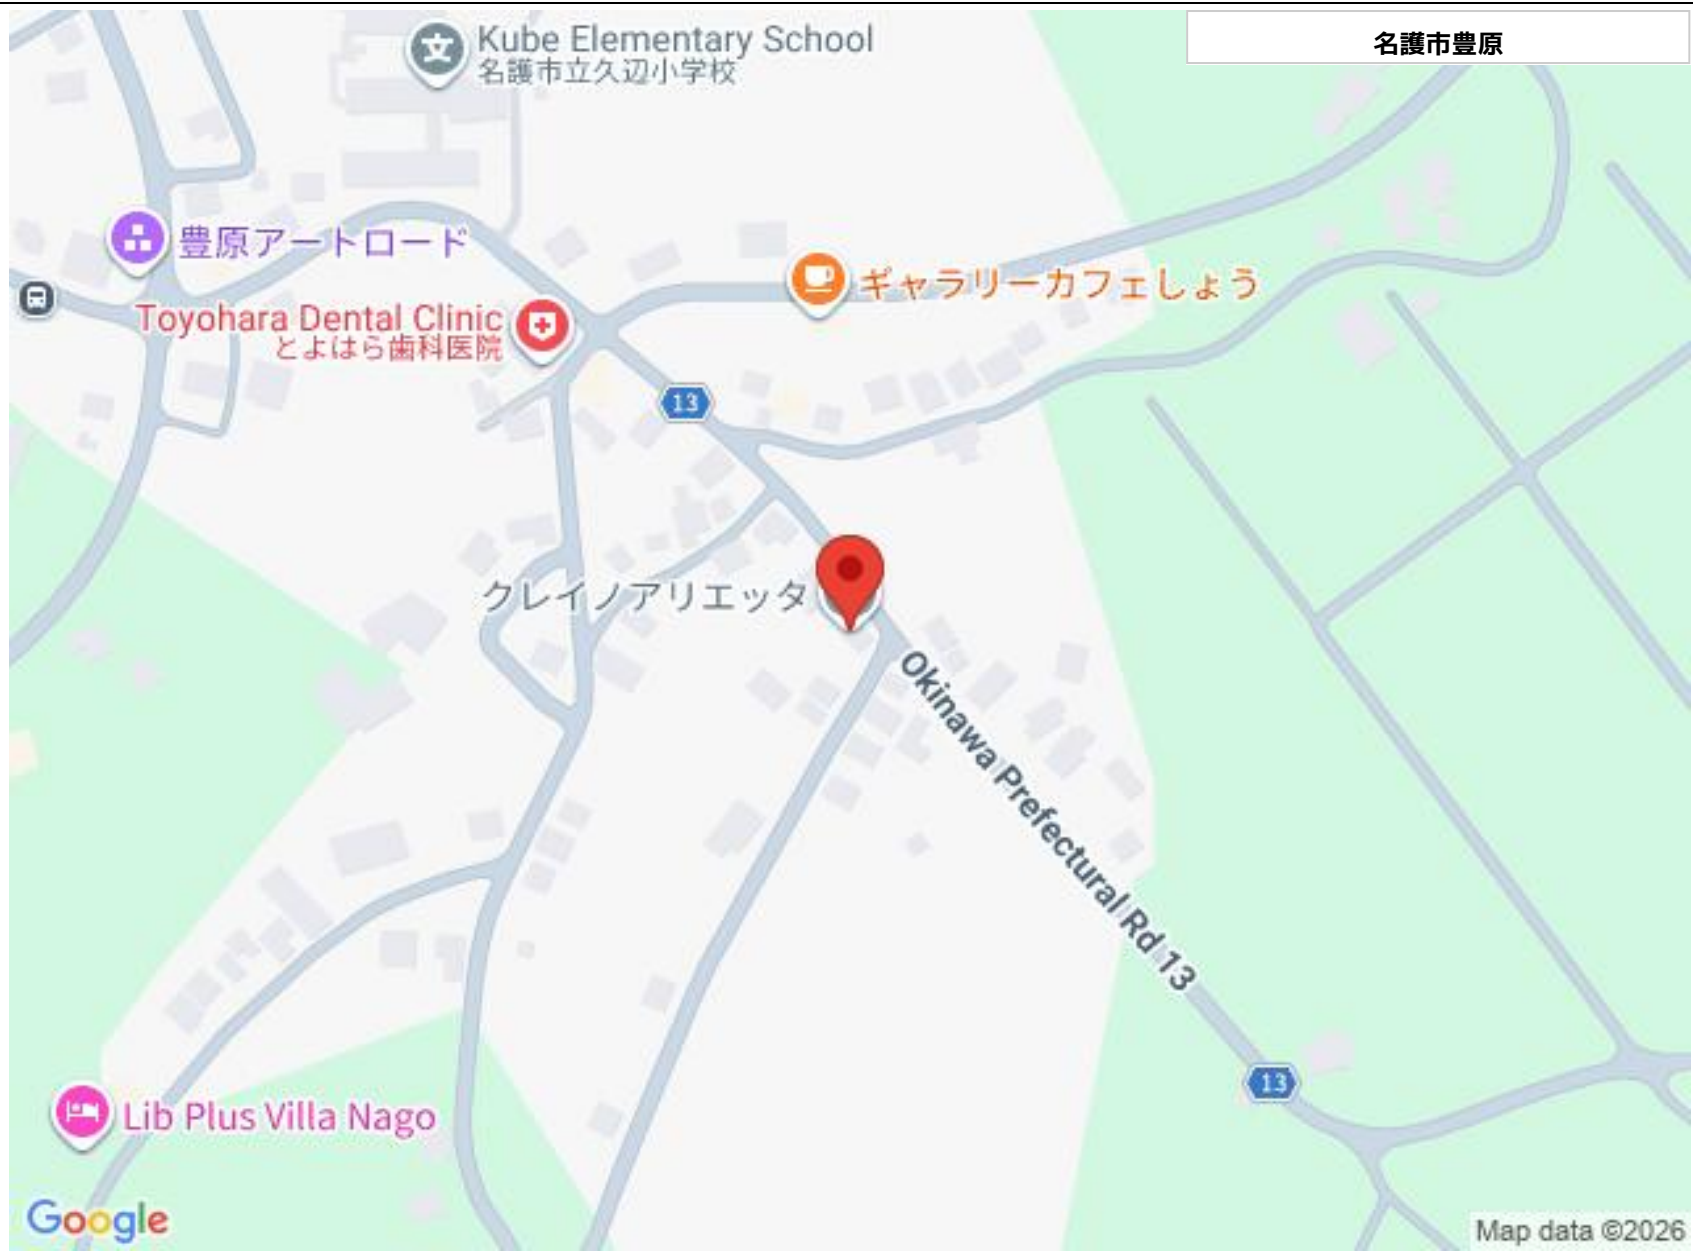 Kube Elementary School
名護市立久辺小学校
名護市豊原
豊原アートロード
ギャラリーカフェしょう
Toyohara Dental Clinic
とよはら歯科医院
13
クレイノアリエッタ
Okinawa Prefectural Rd 13
13
Lib Plus Villa Nago
Google
Map data ©2026